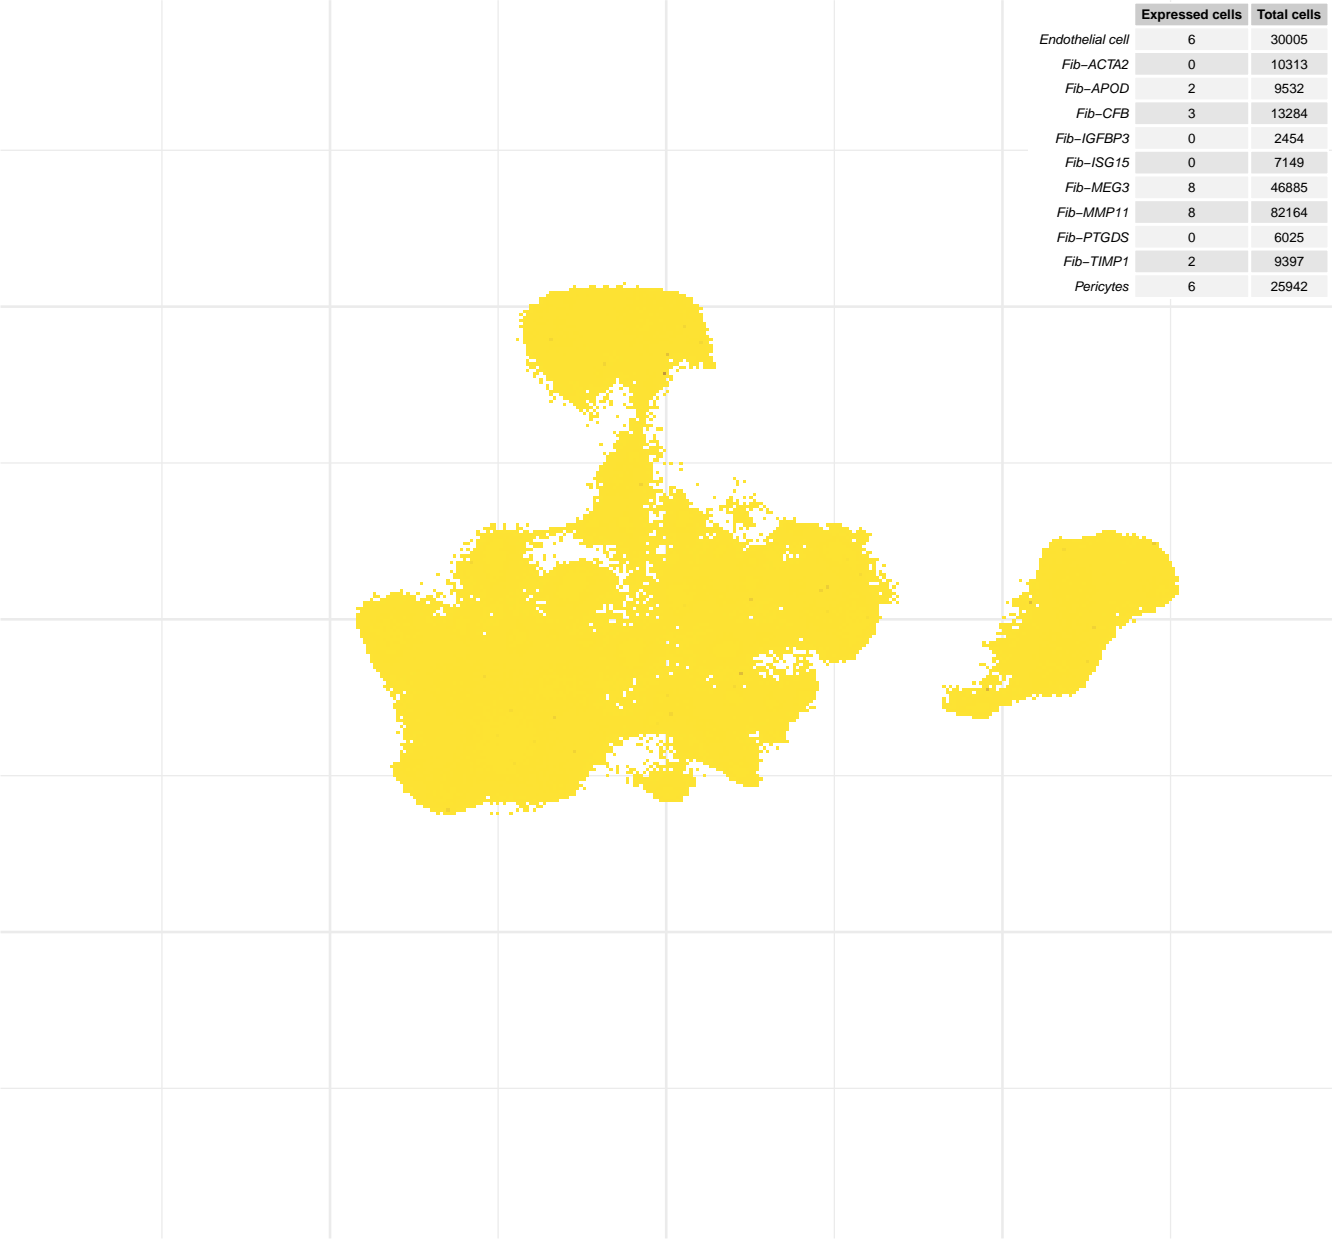 Expressed cells Total cells
Endothelial cell 6 30005
Fib−ACTA2 0 10313
Fib−APOD 2 9532
Fib−CFB 3 13284
Fib−IGFBP3 0 2454
Fib−ISG15 0 7149
Fib−MEG3 8 46885
Fib−MMP11 8 82164
Fib−PTGDS 0 6025
Fib−TIMP1 2 9397
Pericytes 6 25942